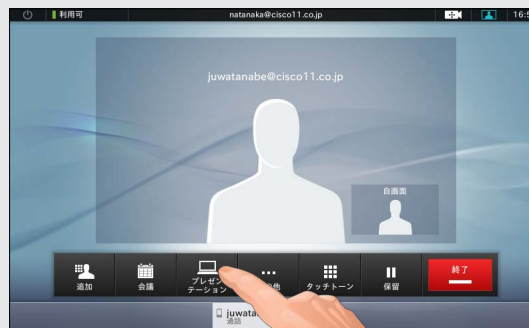 利用可
natanaka@cisco11.co.jp
juwatanabe@cisco11.co.jp
自画面
追加
会議
プレゼン
テーション
タッチトーン
保留
終了
通話